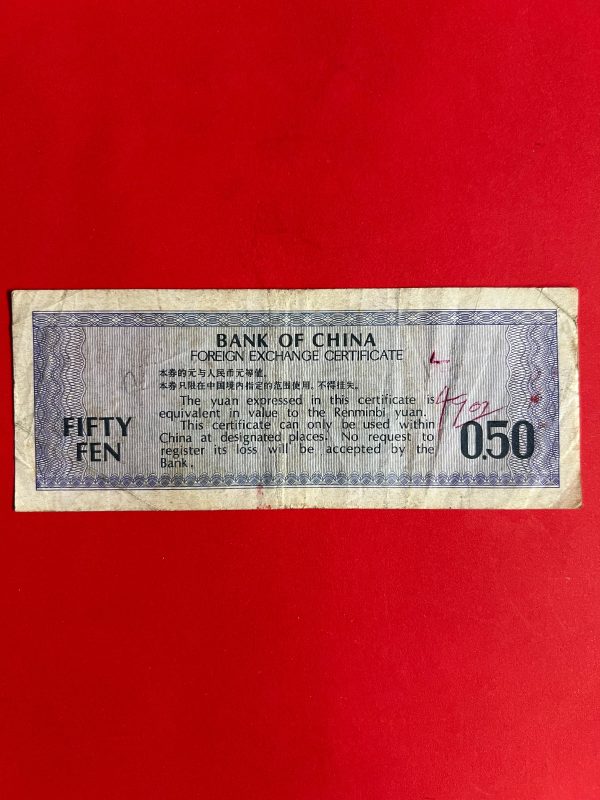 BANK OF CHINA
FOREIGN EXCHANGE CERTIFICATE
本券的元与人民币元等值。
本券只限在中国境内指定的范围使用，不得挂失。
The yuan expressed in this certificate is
equivalent in value to the Renminbi yuan.
This certificate can only be used within
China at designated places. No request to
register its loss will be accepted by the
Bank.
FIFTY
FEN
0.50